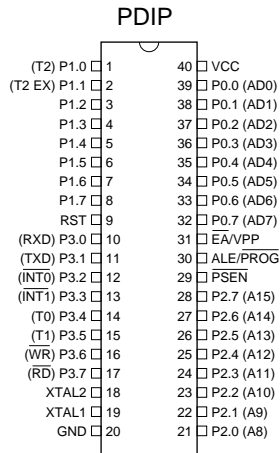 PDIP
(T2) P1.0 1 40 VCC
(T2 EX) P1.1 2 39 P0.0 (AD0)
P1.2 3 38 P0.1 (AD1)
P1.3 4 37 P0.2 (AD2)
P1.4 5 36 P0.3 (AD3)
P1.5 6 35 P0.4 (AD4)
P1.6 7 34 P0.5 (AD5)
P1.7 8 33 P0.6 (AD6)
RST 9 32 P0.7 (AD7)
(RXD) P3.0 10 31 E̅A̅/VPP
(TXD) P3.1 11 30 ALE/P̅R̅O̅G̅
(I̅N̅T̅0̅) P3.2 12 29 P̅S̅E̅N̅
(I̅N̅T̅1̅) P3.3 13 28 P2.7 (A15)
(T0) P3.4 14 27 P2.6 (A14)
(T1) P3.5 15 26 P2.5 (A13)
(W̅R̅) P3.6 16 25 P2.4 (A12)
(R̅D̅) P3.7 17 24 P2.3 (A11)
XTAL2 18 23 P2.2 (A10)
XTAL1 19 22 P2.1 (A9)
GND 20 21 P2.0 (A8)